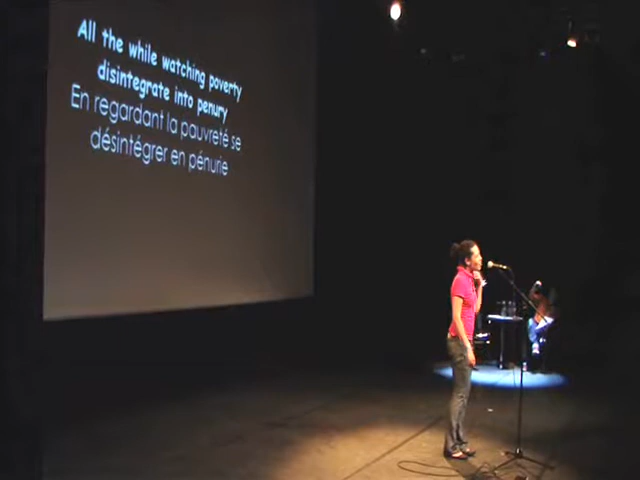 All the while watching poverty
disintegrate into penury
En regardant la pauvreté se
désintégrer en pénurie